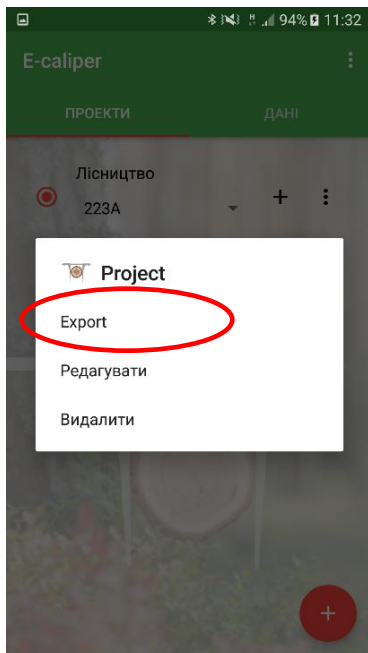 94% 11:32
E-caliper
ПРОЕКТИ ДАНІ
Лісництво
223А
Project
Export
Редагувати
Видалити